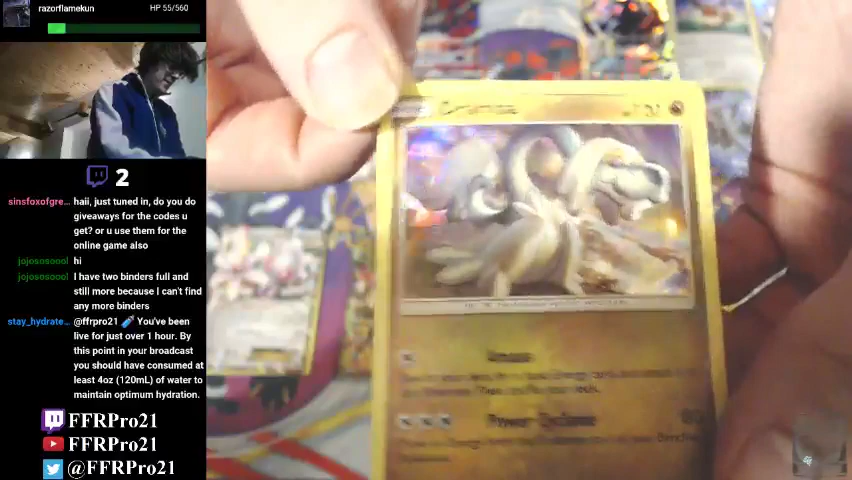 razorflamekun HP 55/560
2
sinsfoxofgre… haii, just tuned in, do you do
giveaways for the codes u
get? or u use them for the
online game also
jojososoool hi
jojososoool I have two binders full and
still more because I can't find
any more binders
stay_hydrate… @ffrpro21 You've been
live for just over 1 hour. By
this point in your broadcast
you should have consumed at
least 4oz (120mL) of water to
maintain optimum hydration.
FFRPro21
FFRPro21
@FFRPro21
Power Cyclone